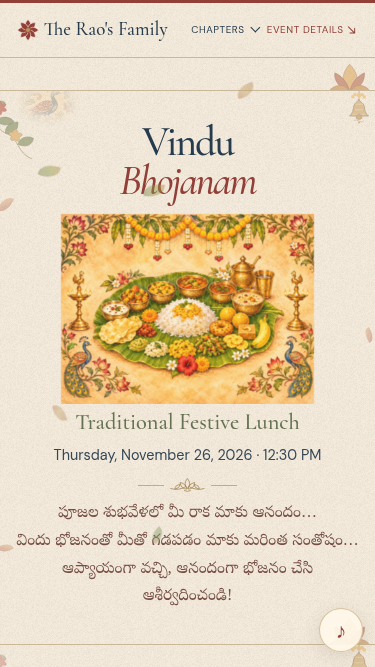 The Rao's Family
CHAPTERS
EVENT DETAILS ↘
Vindu
Bhojanam
Traditional Festive Lunch
Thursday, November 26, 2026 · 12:30 PM
పూజల శుభవేళలో మీ రాక మాకు ఆనందం...
విందు భోజనంతో మీతో గడపడం మాకు మరింత సంతోషం...
ఆప్యాయంగా వచ్చి, ఆనందంగా భోజనం చేసి
ఆశీర్వదించండి!
♪